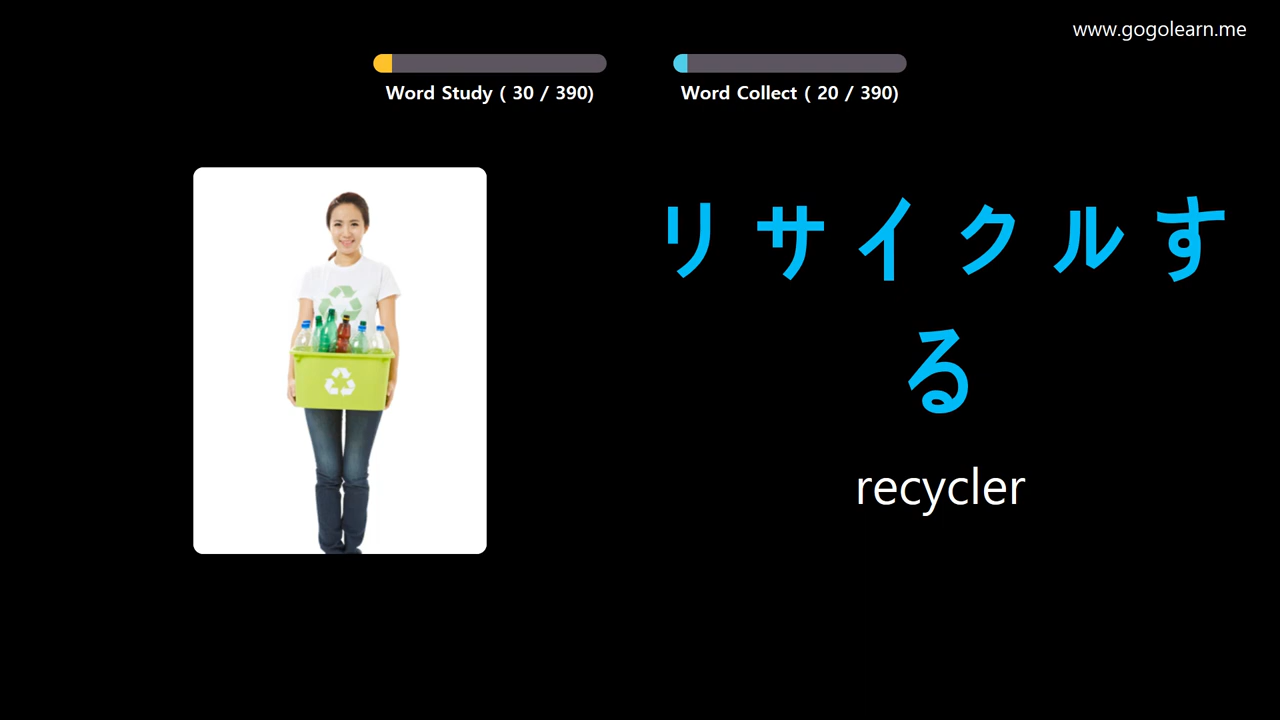 www.gogolearn.me
Word Study ( 30 / 390)
Word Collect ( 20 / 390)
リサイクルす
る
recycler